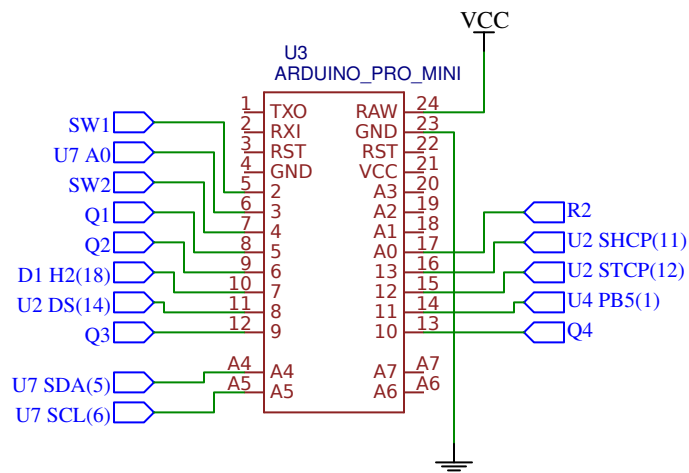 VCC
U3
ARDUINO_PRO_MINI
1 TXO RAW 24
2 RXI GND 23
SW1
3 RST RST 22
U7 A0
4 GND VCC 21
5 2 A3 20
SW2
6 3 A2 19
7 4 A1 18
Q1
8 5 A0 17
R2
Q2
9 6 13 16
U2 SHCP(11)
D1 H2(18)
10 7 12 15
U2 STCP(12)
U2 DS(14)
11 8 11 14
U4 PB5(1)
Q3
12 9 10 13
Q4
A4 A4 A7 A7
U7 SDA(5)
A5 A5 A6 A6
U7 SCL(6)